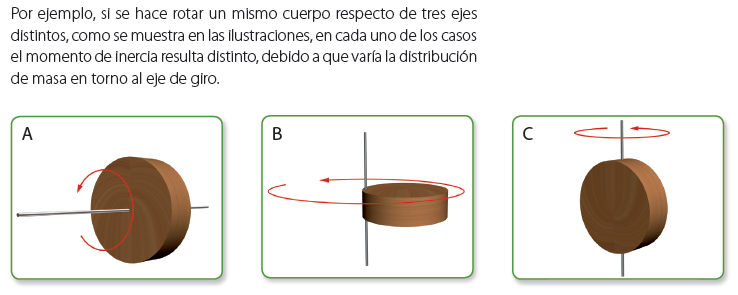 Por ejemplo, si se hace rotar un mismo cuerpo respecto de tres ejes
distintos, como se muestra en las ilustraciones, en cada uno de los casos
el momento de inercia resulta distinto, debido a que varía la distribución
de masa en torno al eje de giro.
A
B
C